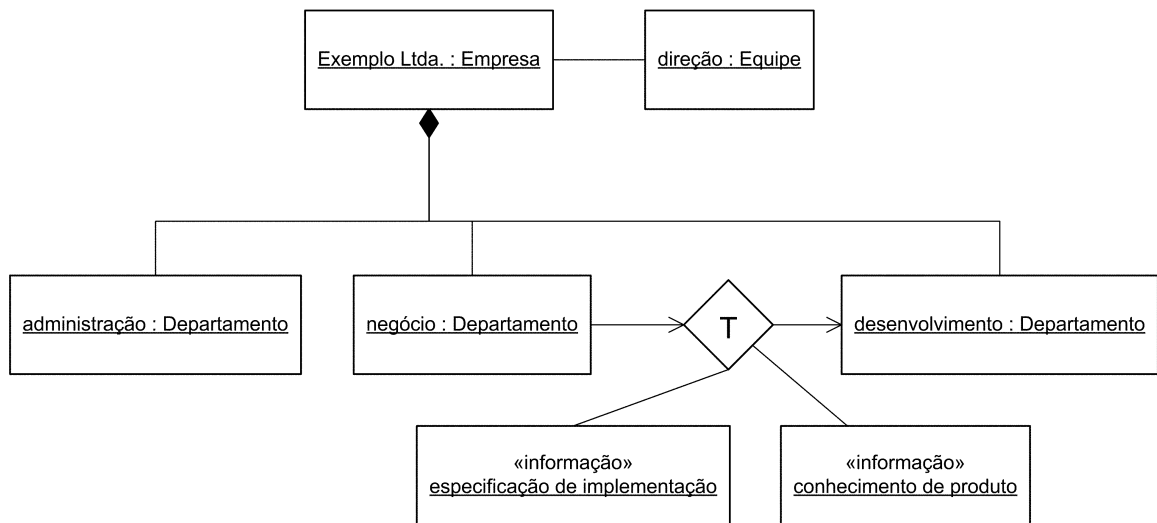 Exemplo Ltda. : Empresa
direção : Equipe
administração : Departamento
negócio : Departamento
T
desenvolvimento : Departamento
«informação»
especificação de implementação
«informação»
conhecimento de produto